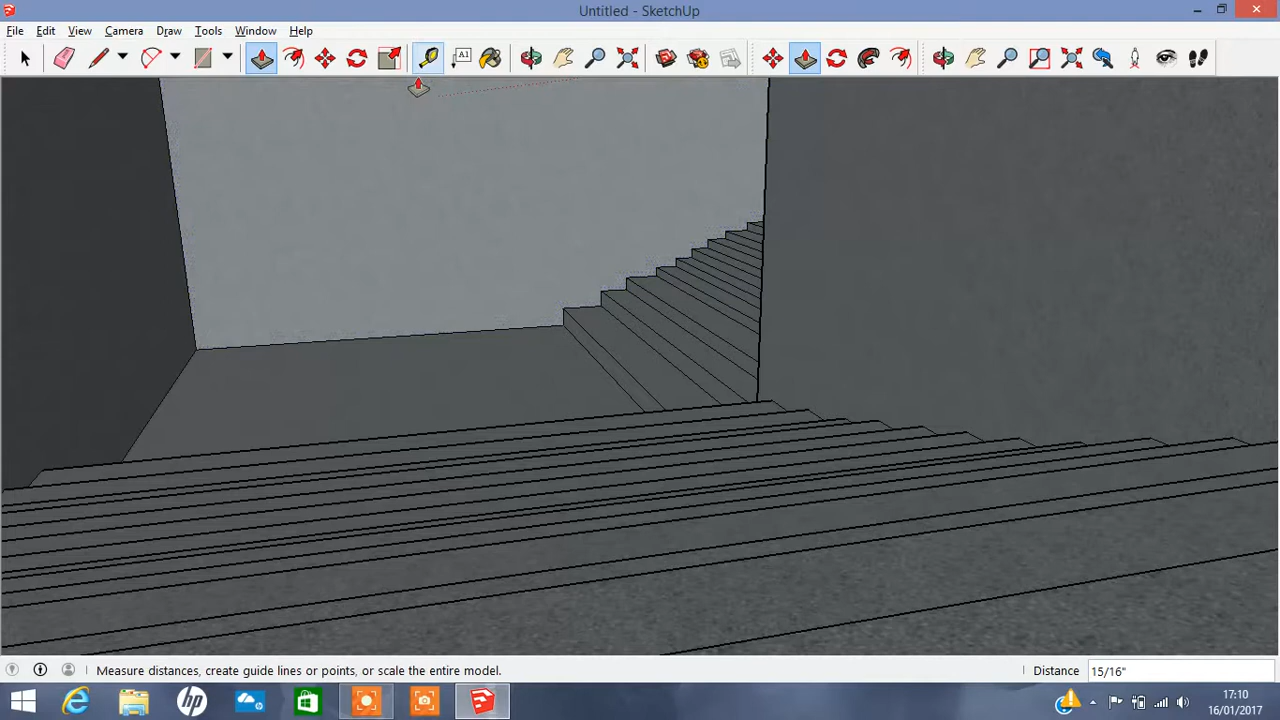 Untitled - SketchUp
File Edit View Camera Draw Tools Window Help
A1
Measure distances, create guide lines or points, or scale the entire model.
Distance 15/16"
17:10
16/01/2017